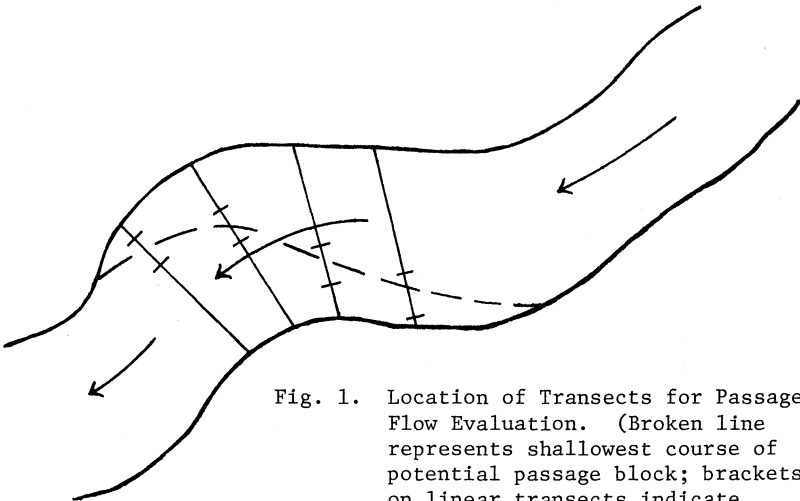 Fig. 1. Location of Transects for Passage
Flow Evaluation. (Broken line
represents shallowest course of
potential passage block; brackets
on linear transects indicate